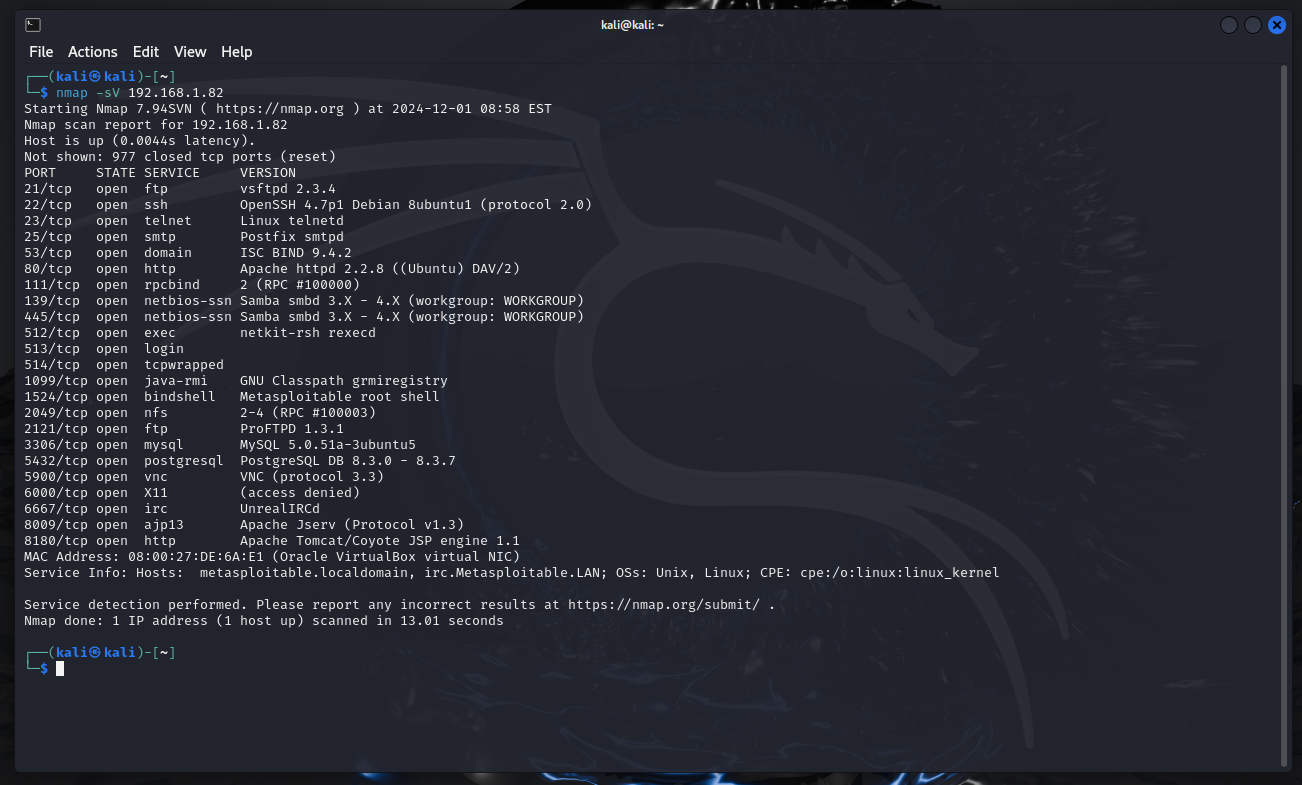 kali@kali: ~
File Actions Edit View Help
┌──(kali㉿kali)-[~]
└─$ nmap -sV 192.168.1.82
Starting Nmap 7.94SVN ( https://nmap.org ) at 2024-12-01 08:58 EST
Nmap scan report for 192.168.1.82
Host is up (0.0044s latency).
Not shown: 977 closed tcp ports (reset)
PORT     STATE SERVICE     VERSION
21/tcp   open  ftp         vsftpd 2.3.4
22/tcp   open  ssh         OpenSSH 4.7p1 Debian 8ubuntu1 (protocol 2.0)
23/tcp   open  telnet      Linux telnetd
25/tcp   open  smtp        Postfix smtpd
53/tcp   open  domain      ISC BIND 9.4.2
80/tcp   open  http        Apache httpd 2.2.8 ((Ubuntu) DAV/2)
111/tcp  open  rpcbind     2 (RPC #100000)
139/tcp  open  netbios-ssn Samba smbd 3.X - 4.X (workgroup: WORKGROUP)
445/tcp  open  netbios-ssn Samba smbd 3.X - 4.X (workgroup: WORKGROUP)
512/tcp  open  exec        netkit-rsh rexecd
513/tcp  open  login
514/tcp  open  tcpwrapped
1099/tcp open  java-rmi    GNU Classpath grmiregistry
1524/tcp open  bindshell   Metasploitable root shell
2049/tcp open  nfs         2-4 (RPC #100003)
2121/tcp open  ftp         ProFTPD 1.3.1
3306/tcp open  mysql       MySQL 5.0.51a-3ubuntu5
5432/tcp open  postgresql  PostgreSQL DB 8.3.0 - 8.3.7
5900/tcp open  vnc         VNC (protocol 3.3)
6000/tcp open  X11         (access denied)
6667/tcp open  irc         UnrealIRCd
8009/tcp open  ajp13       Apache Jserv (Protocol v1.3)
8180/tcp open  http        Apache Tomcat/Coyote JSP engine 1.1
MAC Address: 08:00:27:DE:6A:E1 (Oracle VirtualBox virtual NIC)
Service Info: Hosts:  metasploitable.localdomain, irc.Metasploitable.LAN; OSs: Unix, Linux; CPE: cpe:/o:linux:linux_kernel
Service detection performed. Please report any incorrect results at https://nmap.org/submit/ .
Nmap done: 1 IP address (1 host up) scanned in 13.01 seconds
┌──(kali㉿kali)-[~]
└─$